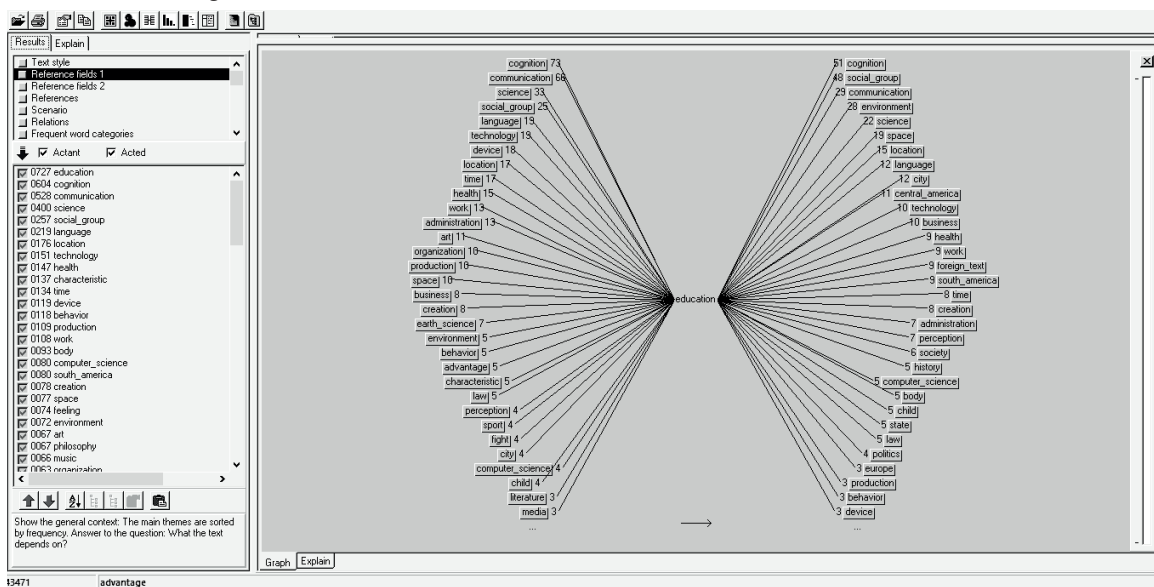 Results
Explain
Text style
Reference fields 1
Reference fields 2
References
Scenario
Relations
Frequent word categories
Actant Acted
0727 education
0604 cognition
0528 communication
0400 science
0257 social_group
0219 language
0176 location
0151 technology
0147 health
0137 characteristic
0134 time
0119 device
0118 behavior
0109 production
0108 work
0093 body
0080 computer_science
0080 south_america
0078 creation
0077 space
0074 feeling
0072 environment
0067 art
0067 philosophy
0066 music
0063 organization
Show the general context: The main themes are sorted
by frequency. Answer to the question: What the text
depends on?
cognition 73
communication 66
science 33
social_group 25
language 19
technology 19
device 18
location 17
time 17
health 15
work 13
administration 13
art 11
organization 10
production 10
space 10
business 8
creation 8
earth_science 7
environment 5
behavior 5
advantage 5
characteristic 5
law 5
perception 4
sport 4
fight 4
city 4
computer_science 4
child 4
literature 3
media 3
...
education
51 cognition
48 social_group
29 communication
28 environment
22 science
19 space
15 location
12 language
12 city
11 central_america
10 technology
10 business
9 health
9 work
9 foreign_text
9 south_america
8 time
8 creation
7 administration
7 perception
6 society
5 history
5 computer_science
5 body
5 child
5 state
5 law
4 politics
3 europe
3 production
3 behavior
3 device
...
Graph
Explain
43471 advantage